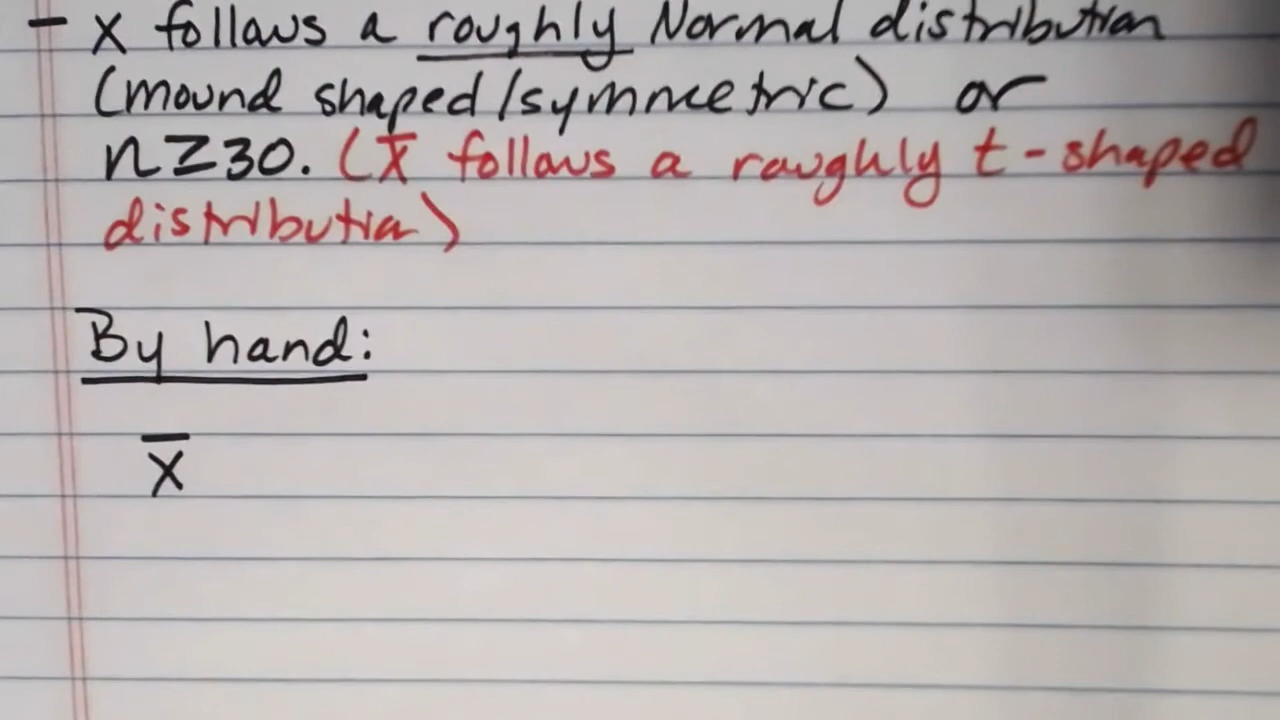 - x follows a roughly Normal distribution
(mound shaped/symmetric) or
n≥30. (x̄ follows a roughly t-shaped
distribution)
By hand:
x̄